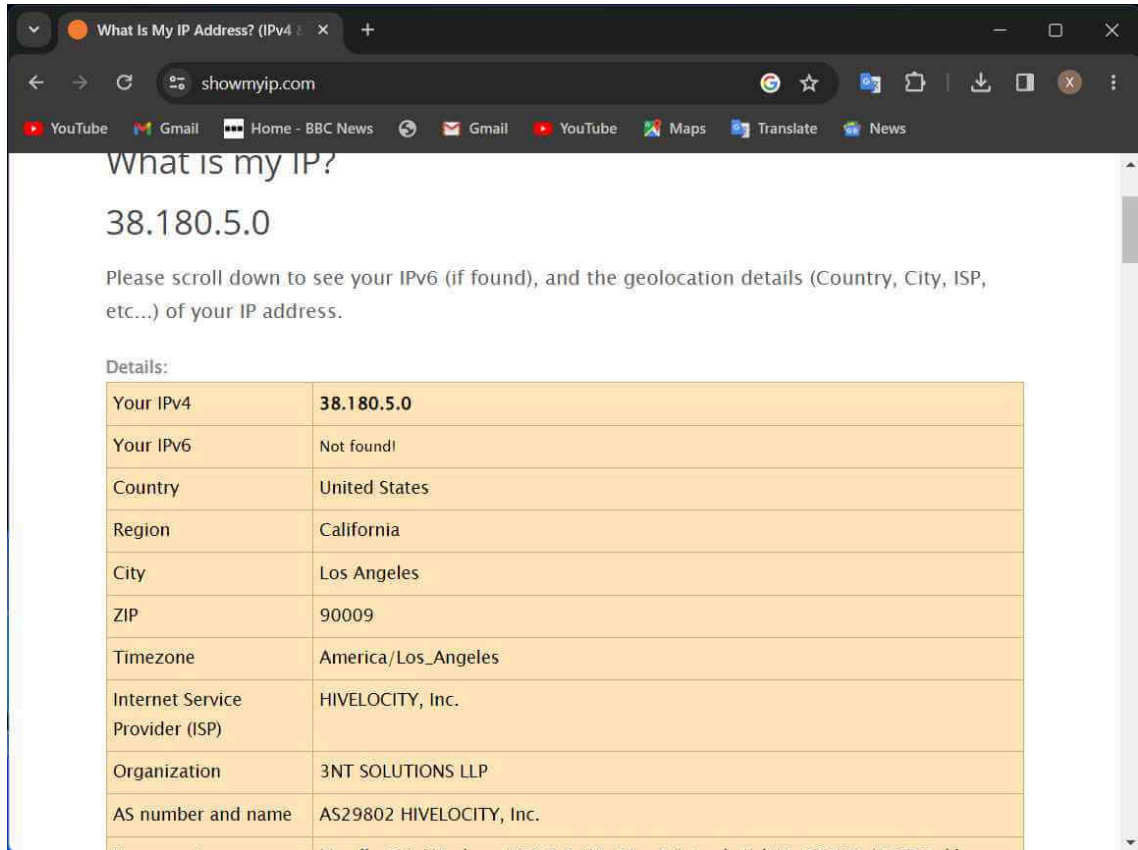 What Is My IP Address? (IPv4 &
showmyip.com
X
YouTube Gmail Home - BBC News Gmail YouTube Maps Translate News
What is my IP?
38.180.5.0
Please scroll down to see your IPv6 (if found), and the geolocation details (Country, City, ISP,
etc...) of your IP address.
Details:
Your IPv4 38.180.5.0
Your IPv6 Not found!
Country United States
Region California
City Los Angeles
ZIP 90009
Timezone America/Los_Angeles
Internet Service HIVELOCITY, Inc.
Provider (ISP)
Organization 3NT SOLUTIONS LLP
AS number and name AS29802 HIVELOCITY, Inc.